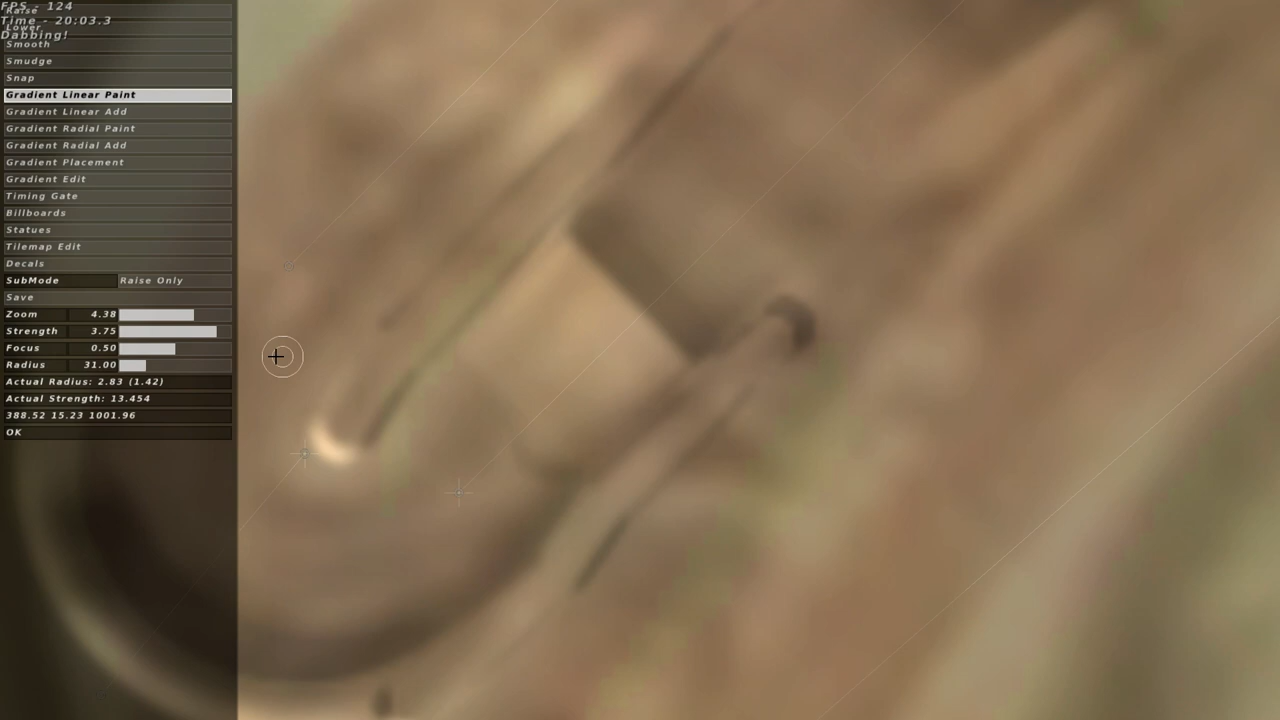 FPS - 124
Raise
Time - 20:03.3
Lower
Dabbing!
Smooth
Smudge
Snap
Gradient Linear Paint
Gradient Linear Add
Gradient Radial Paint
Gradient Radial Add
Gradient Placement
Gradient Edit
Timing Gate
Billboards
Statues
Tilemap Edit
Decals
SubMode Raise Only
Save
Zoom 4.38
Strength 3.75
Focus 0.50
Radius 31.00
Actual Radius: 2.83 (1.42)
Actual Strength: 13.454
388.52 15.23 1001.96
OK